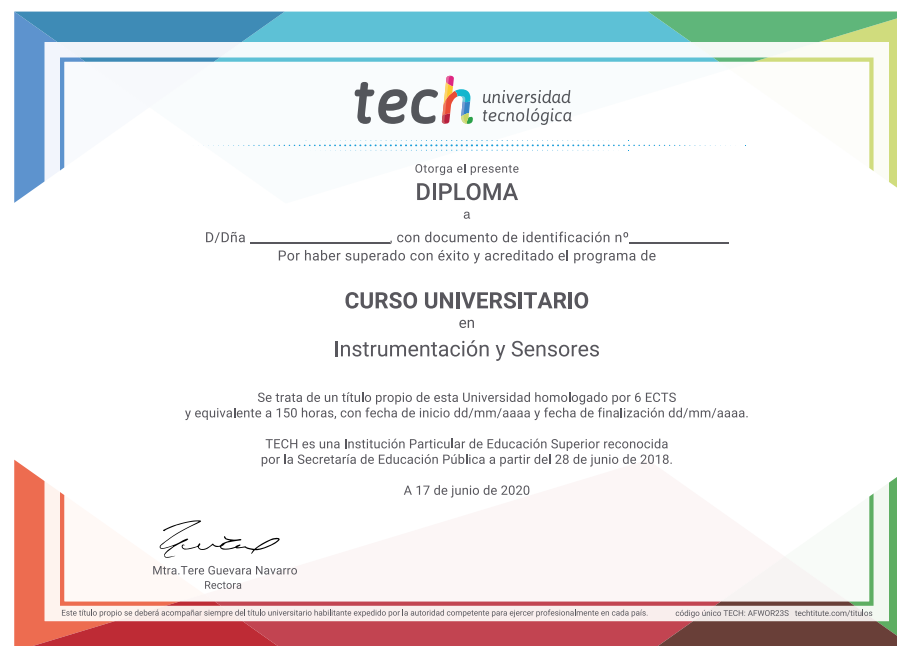 tech universidad
tecnológica
Otorga el presente
DIPLOMA
a
D/Dña ____________________, con documento de identificación nº______________
Por haber superado con éxito y acreditado el programa de
CURSO UNIVERSITARIO
en
Instrumentación y Sensores
Se trata de un título propio de esta Universidad homologado por 6 ECTS
y equivalente a 150 horas, con fecha de inicio dd/mm/aaaa y fecha de finalización dd/mm/aaaa.
TECH es una Institución Particular de Educación Superior reconocida
por la Secretaría de Educación Pública a partir del 28 de junio de 2018.
A 17 de junio de 2020
Mtra.Tere Guevara Navarro
Rectora
Este título propio se deberá acompañar siempre del título universitario habilitante expedido por la autoridad competente para ejercer profesionalmente en cada país. código único TECH: AFWOR23S techtitute.com/titulos